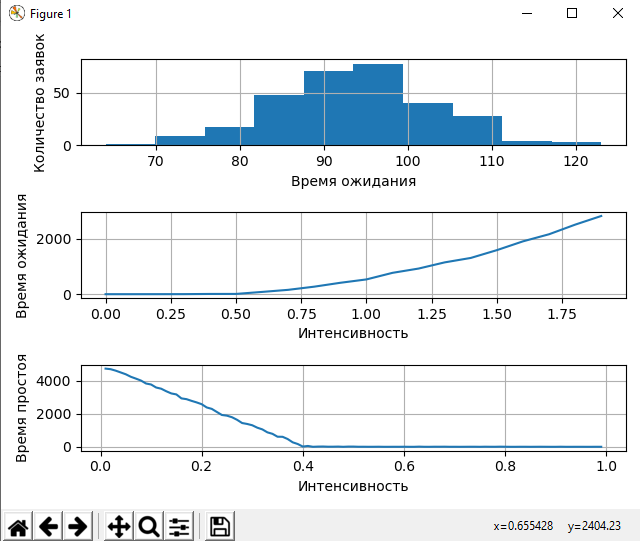 Figure 1
Количество заявок
50
0
70 80 90 100 110 120
Время ожидания
Время ожидания
2000
0
0.00 0.25 0.50 0.75 1.00 1.25 1.50 1.75
Интенсивность
Время простоя
4000
2000
0
0.0 0.2 0.4 0.6 0.8 1.0
Интенсивность
x=0.655428 y=2404.23